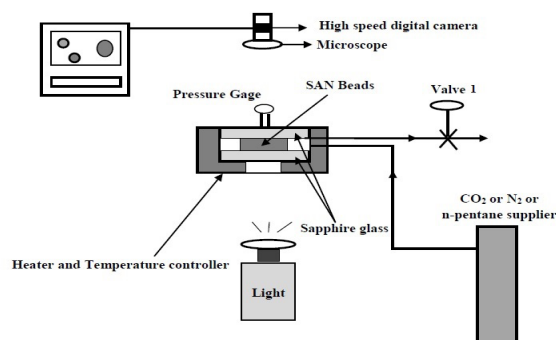 High speed digital camera
Microscope
Pressure Gage
SAN Beads
Valve 1
CO₂ or N₂ or
n-pentane supplier
Sapphire glass
Heater and Temperature controller
Light